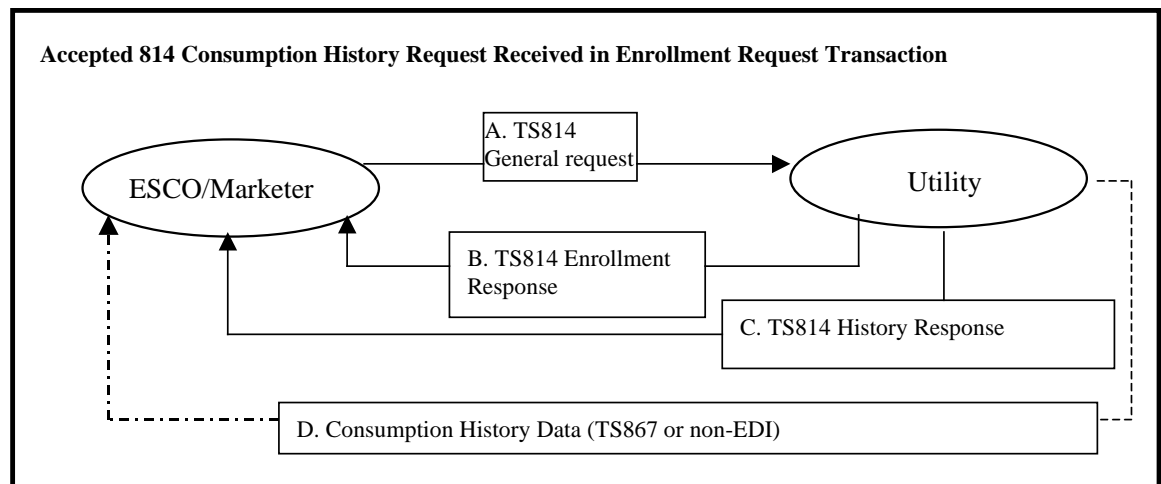 Accepted 814 Consumption History Request Received in Enrollment Request Transaction
A. TS814
General request
ESCO/Marketer
Utility
B. TS814 Enrollment
Response
C. TS814 History Response
D. Consumption History Data (TS867 or non-EDI)